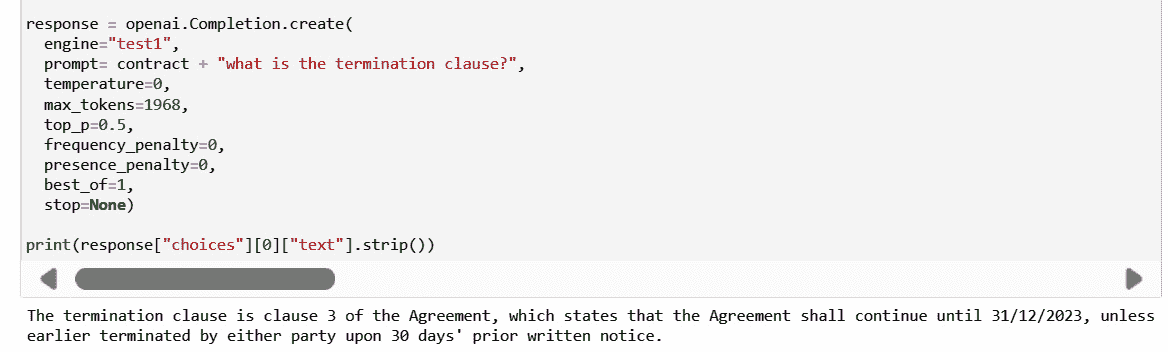 response = openai.Completion.create(
  engine="test1",
  prompt= contract + "what is the termination clause?",
  temperature=0,
  max_tokens=1968,
  top_p=0.5,
  frequency_penalty=0,
  presence_penalty=0,
  best_of=1,
  stop=None)

print(response["choices"][0]["text"].strip())
The termination clause is clause 3 of the Agreement, which states that the Agreement shall continue until 31/12/2023, unless
earlier terminated by either party upon 30 days' prior written notice.